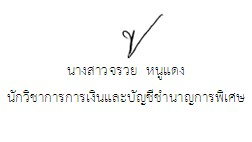 นางสาวจรวย หนูแดง
นักวิชาการการเงินและบัญชีชำนาญการพิเศษ